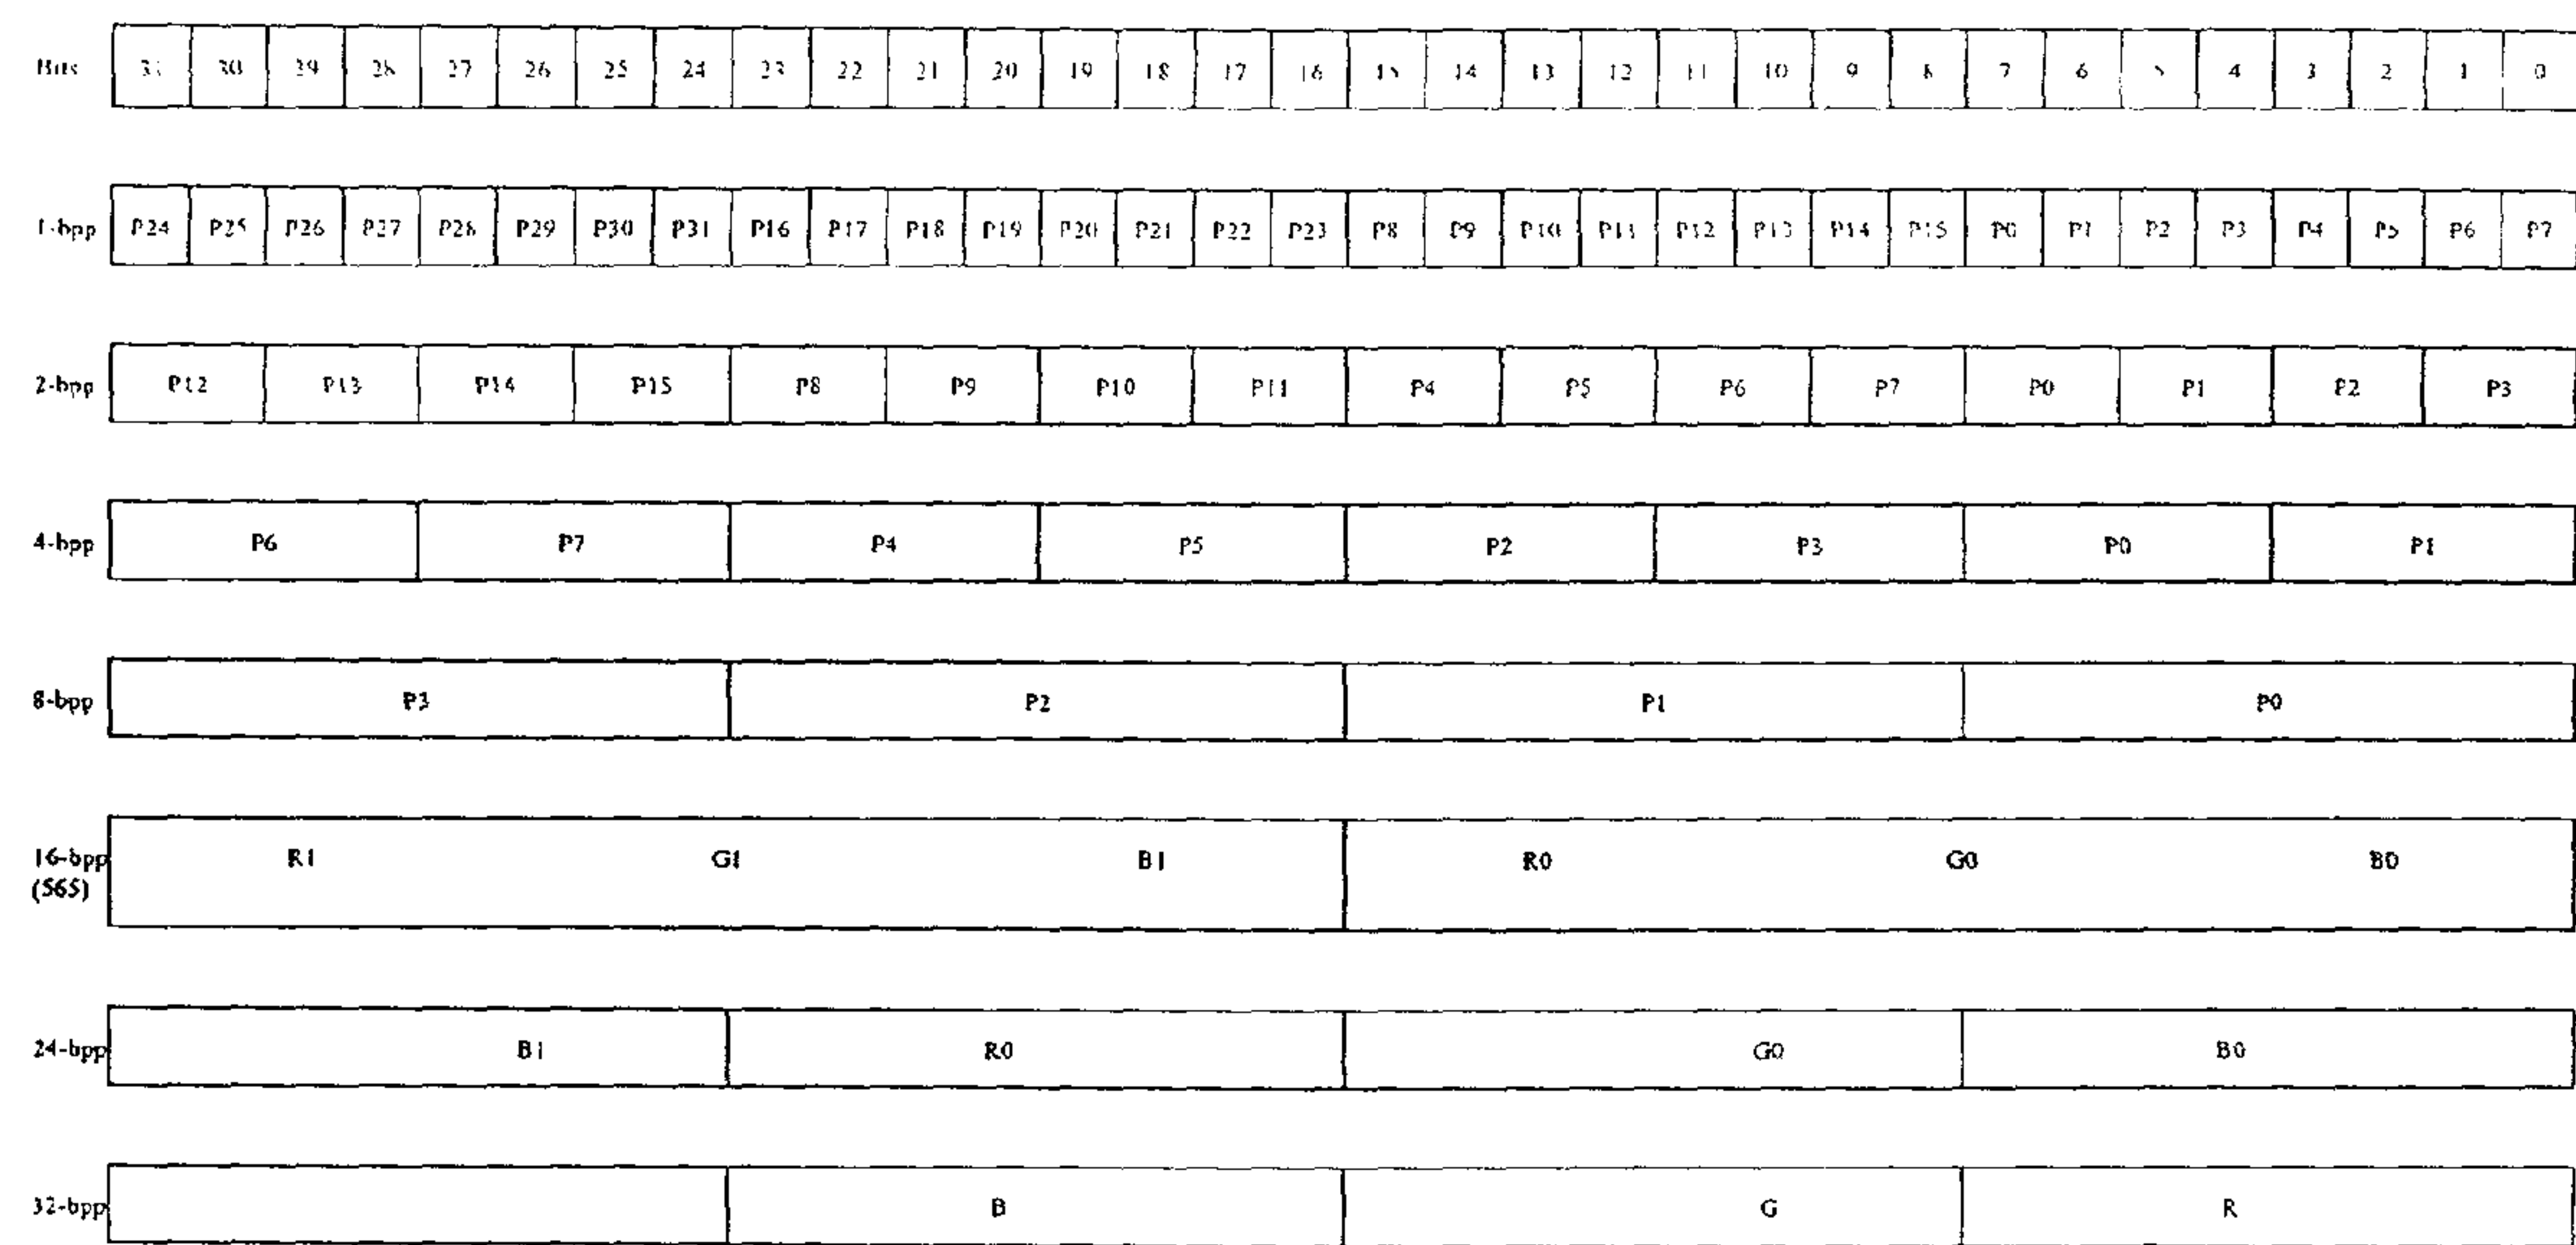 Bits 31 30 29 28 27 26 25 24 23 22 21 20 19 18 17 16 15 14 13 12 11 10 9 8 7 6 5 4 3 2 1 0
1-bpp P24 P25 P26 P27 P28 P29 P30 P31 P16 P17 P18 P19 P20 P21 P22 P23 P8 P9 P10 P11 P12 P13 P14 P15 P0 P1 P2 P3 P4 P5 P6 P7
2-bpp P12 P13 P14 P15 P8 P9 P10 P11 P4 P5 P6 P7 P0 P1 P2 P3
4-bpp P6 P7 P4 P5 P2 P3 P0 P1
8-bpp P3 P2 P1 P0
16-bpp R1 G1 B1 R0 G0 B0
(565)
24-bpp B1 R0 G0 B0
32-bpp B G R